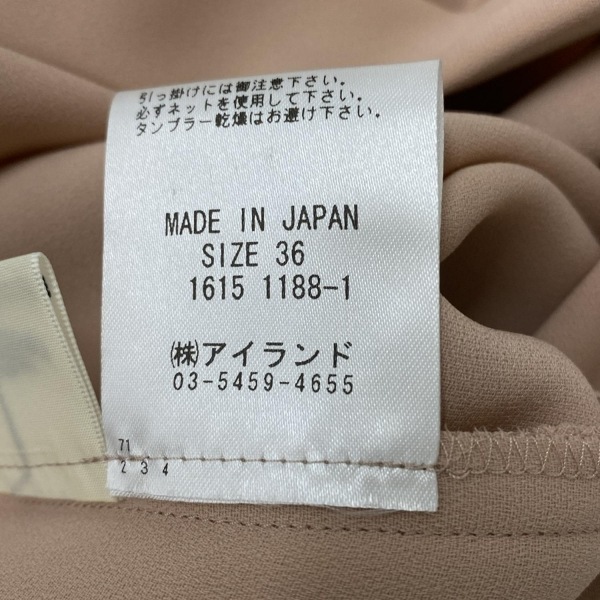 引っ掛けには御注意下さい。
必ずネットを使用して下さい。
タンブラー乾燥はお避け下さい。
MADE IN JAPAN
SIZE 36
1615 1188-1
㈱アイランド
03-5459-4655
71
2 3 4